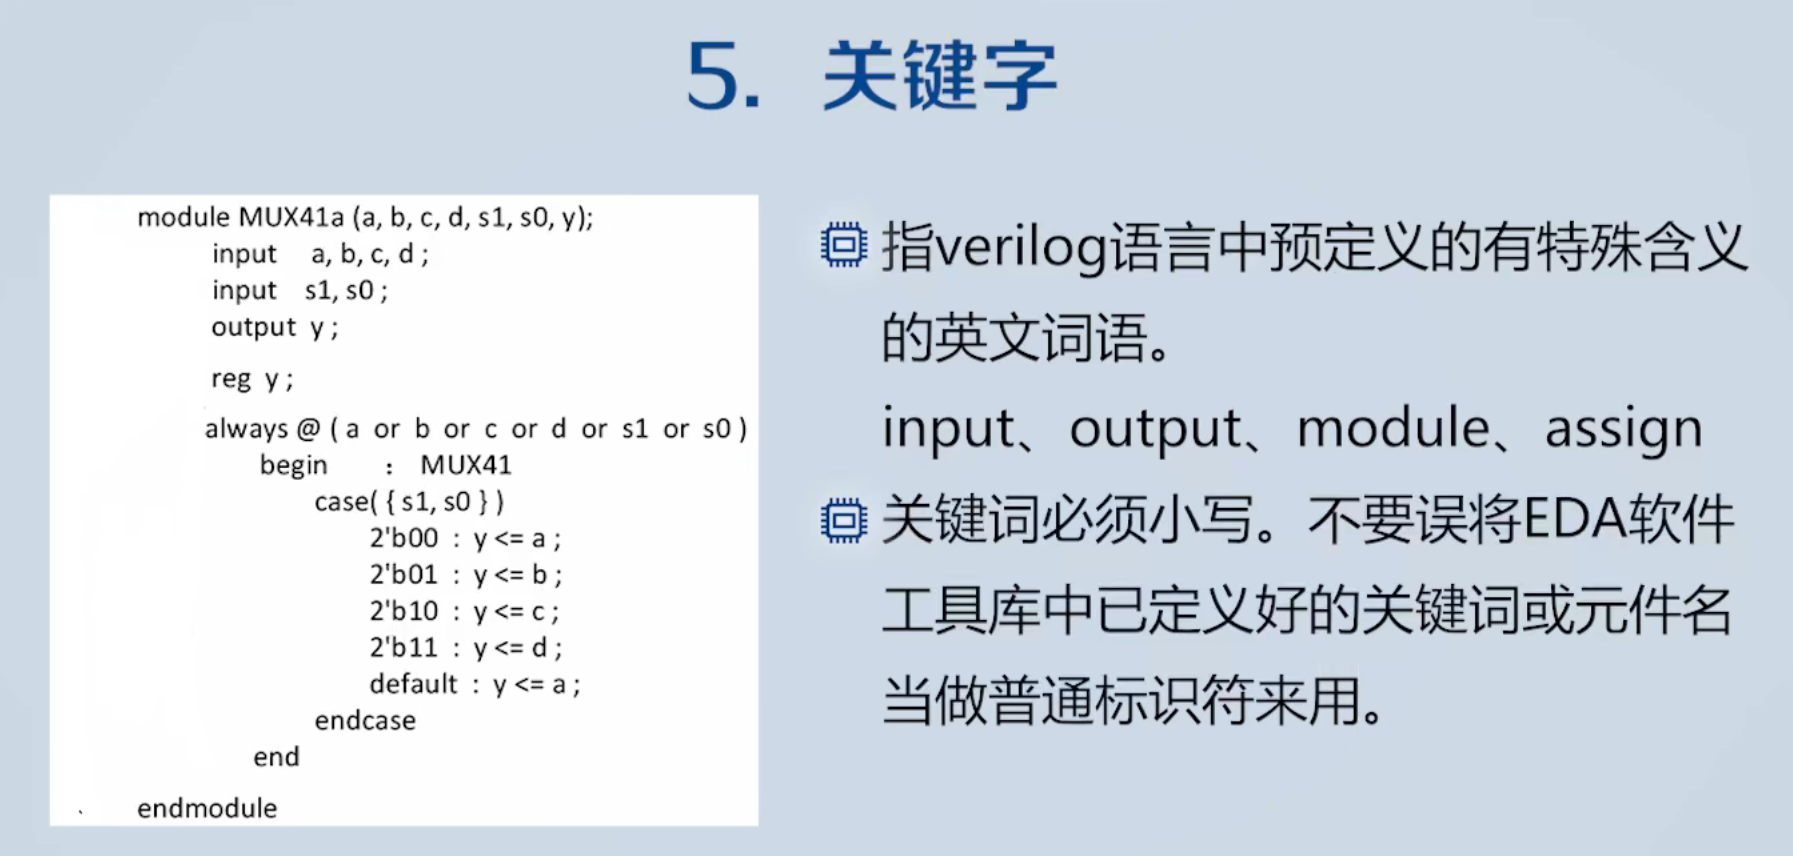 5. 关键字
module MUX41a (a, b, c, d, s1, s0, y);
input a, b, c, d ;
input s1, s0 ;
output y ;
reg y ;
always @ ( a or b or c or d or s1 or s0 )
begin : MUX41
case( { s1, s0 } )
2'b00 : y <= a ;
2'b01 : y <= b ;
2'b10 : y <= c ;
2'b11 : y <= d ;
default : y <= a ;
endcase
end
endmodule
指verilog语言中预定义的有特殊含义
的英文词语。
input、output、module、assign
关键词必须小写。不要误将EDA软件
工具库中已定义好的关键词或元件名
当做普通标识符来用。